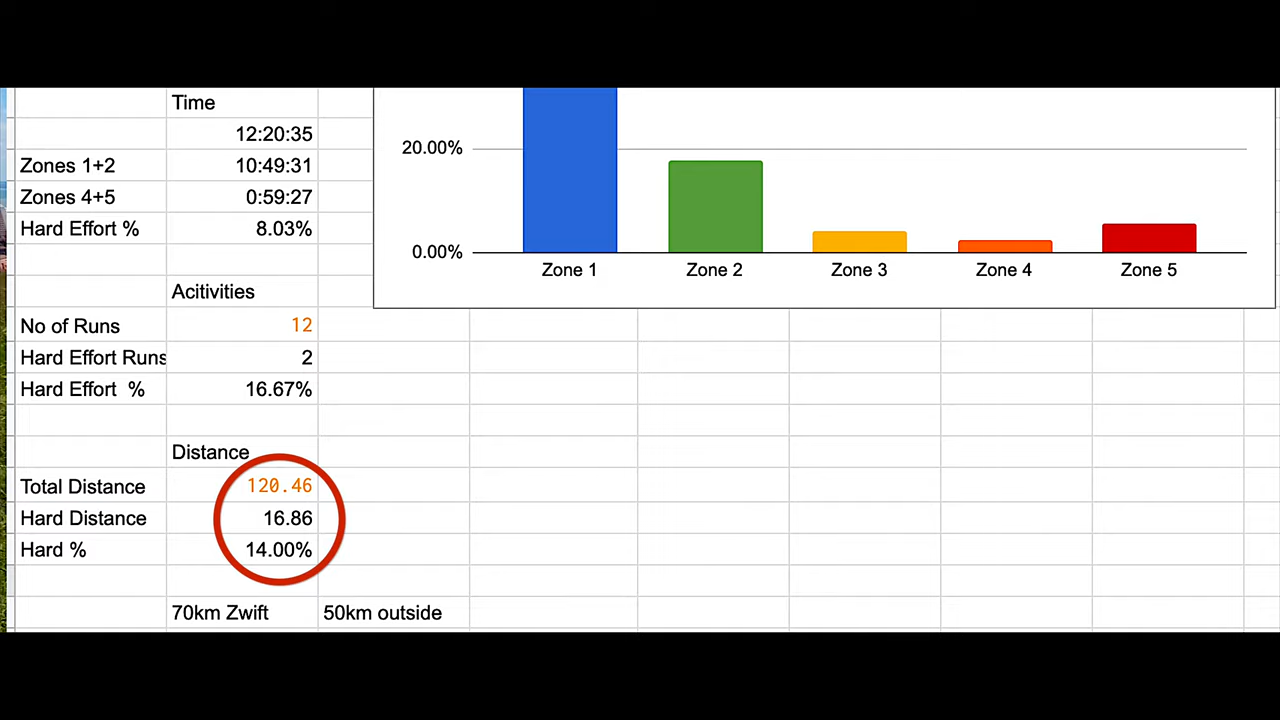 Time
12:20:35
Zones 1+2 10:49:31
Zones 4+5 0:59:27
Hard Effort % 8.03%
Acitivities
No of Runs 12
Hard Effort Runs 2
Hard Effort % 16.67%
Distance
Total Distance 120.46
Hard Distance 16.86
Hard % 14.00%
70km Zwift 50km outside
20.00%
0.00%
Zone 1 Zone 2 Zone 3 Zone 4 Zone 5